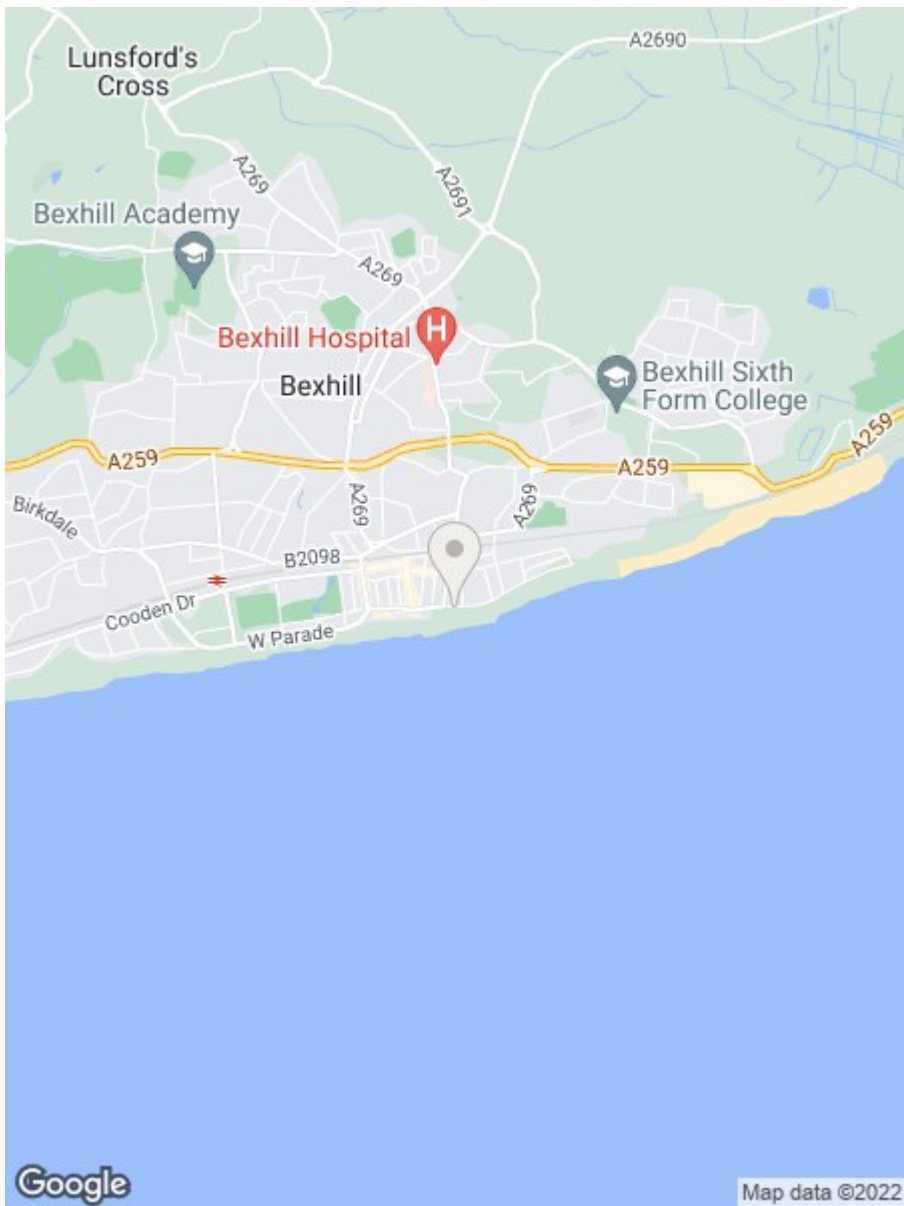 A2690
Lunsford's
Cross
A269
A2691
Bexhill Academy
A269
Bexhill Hospital
H
Bexhill
Bexhill Sixth
Form College
A259
A259
A259
Birkdale
A269
A269
B2098
Cooden Dr
W Parade
Google
Map data ©2022